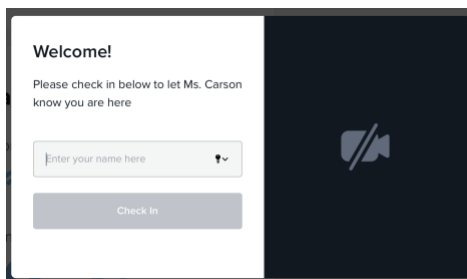 Welcome!
Please check in below to let Ms. Carson
know you are here
Enter your name here
Check In